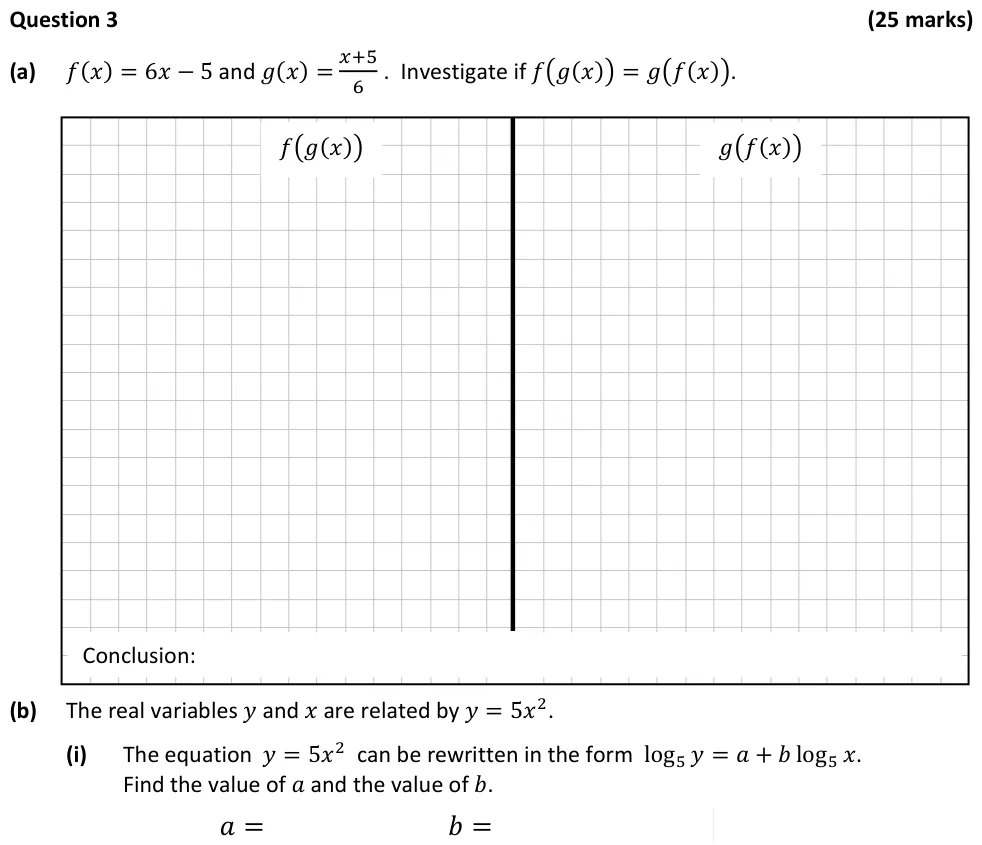 Question 3 (25 marks)
(a) f(x) = 6x − 5 and g(x) = \frac{x+5}{6} . Investigate if f(g(x)) = g(f(x)).
f(g(x)) g(f(x))
Conclusion:
(b) The real variables y and x are related by y = 5x².
(i) The equation y = 5x² can be rewritten in the form log₅ y = a + b log₅ x.
Find the value of a and the value of b.
a = b =